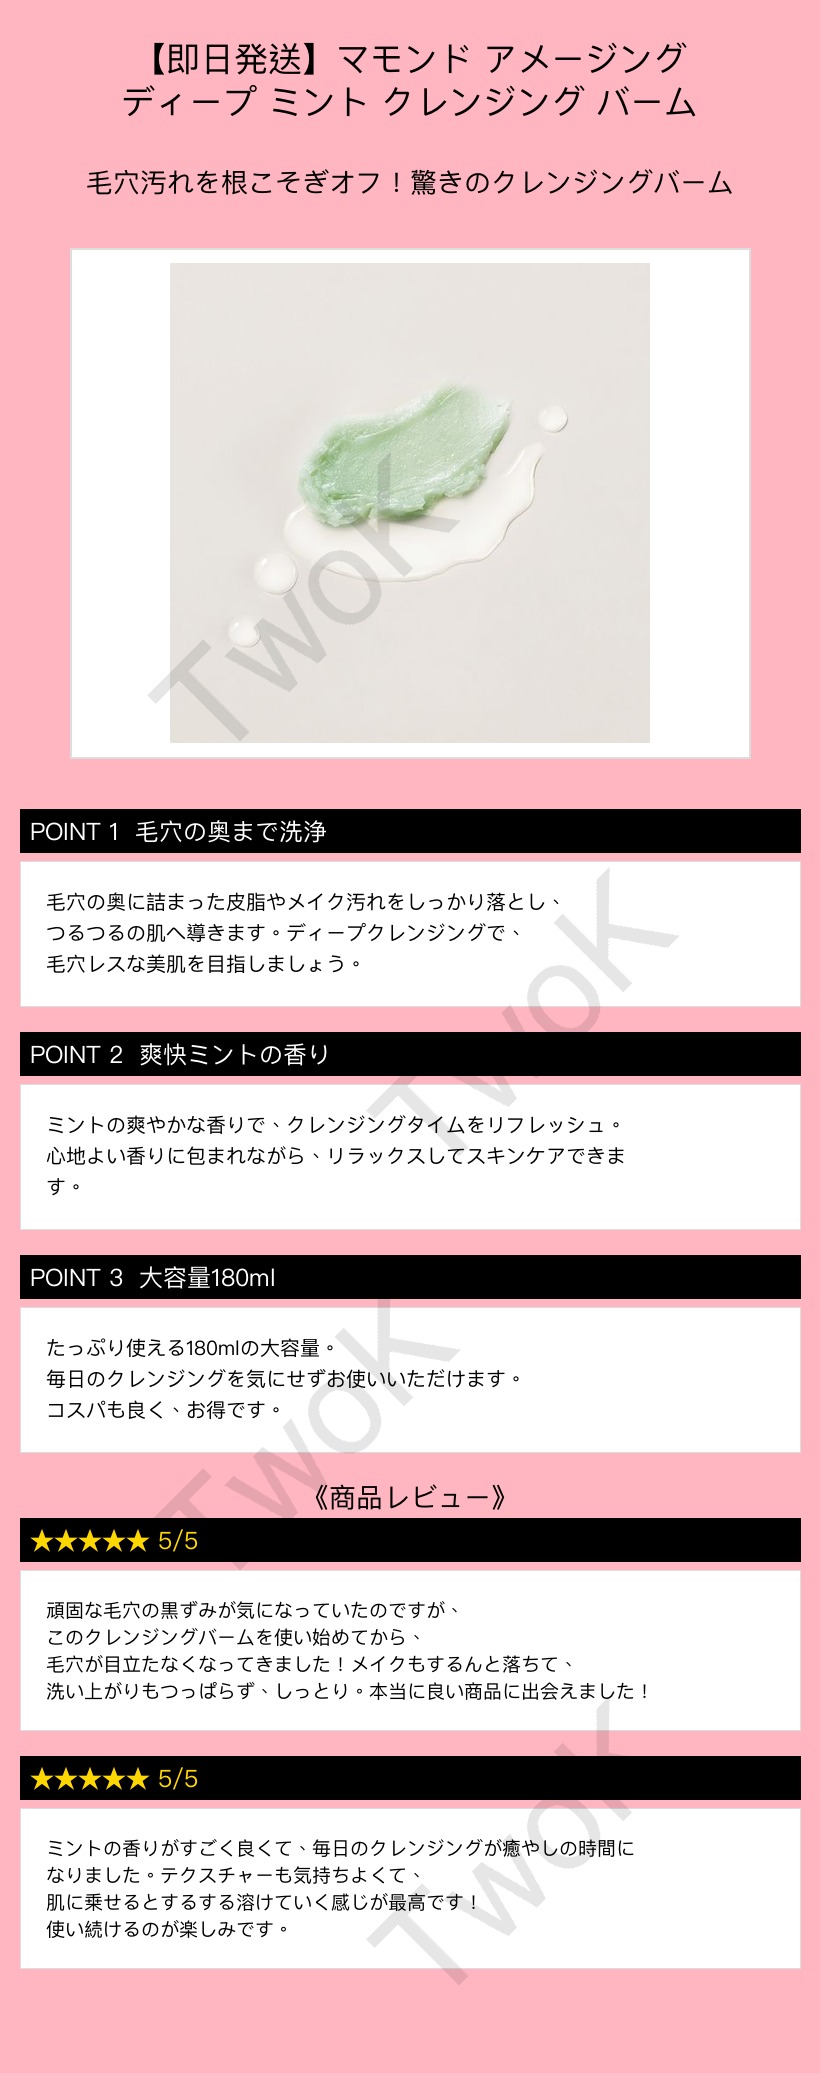 【即日発送】マモンド アメージング
ディープ ミント クレンジング バーム
毛穴汚れを根こそぎオフ！驚きのクレンジングバーム
TwoK
POINT 1 毛穴の奥まで洗浄
毛穴の奥に詰まった皮脂やメイク汚れをしっかり落とし、
つるつるの肌へ導きます。ディープクレンジングで、
毛穴レスな美肌を目指しましょう。
TwoK
POINT 2 爽快ミントの香り
ミントの爽やかな香りで、クレンジングタイムをリフレッシュ。
心地よい香りに包まれながら、リラックスしてスキンケアできま
す。
POINT 3 大容量180ml
たっぷり使える180mlの大容量。
毎日のクレンジングを気にせずお使いいただけます。
コスパも良く、お得です。
TwoK
《商品レビュー》
★★★★★ 5/5
頑固な毛穴の黒ずみが気になっていたのですが、
このクレンジングバームを使い始めてから、
毛穴が目立たなくなってきました！メイクもするんと落ちて、
洗い上がりもつっぱらず、しっとり。本当に良い商品に出会えました！
★★★★★ 5/5
ミントの香りがすごく良くて、毎日のクレンジングが癒やしの時間に
なりました。テクスチャーも気持ちよくて、
肌に乗せるとするする溶けていく感じが最高です！
使い続けるのが楽しみです。
TwoK